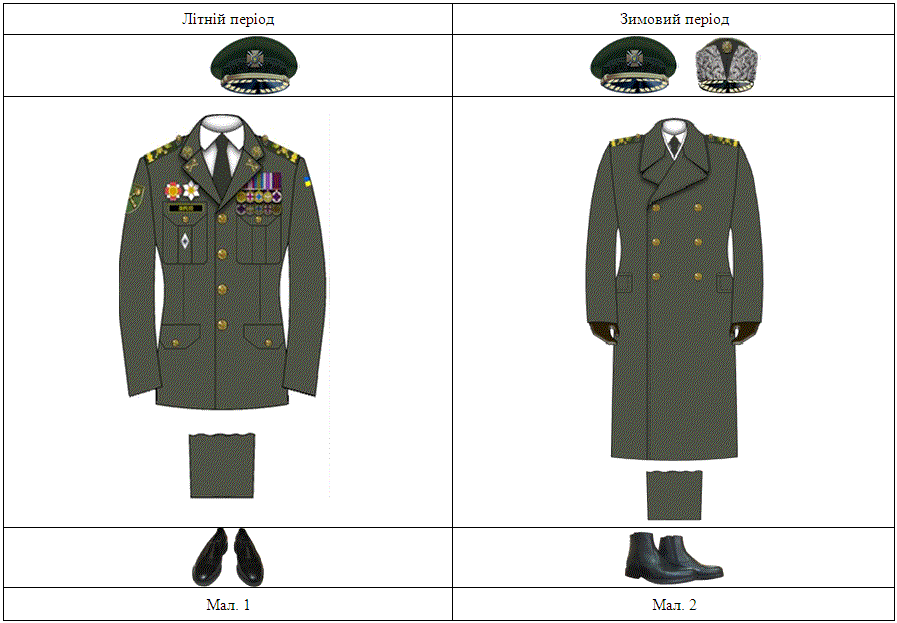 Літній період
Зимовий період
Мал. 1
Мал. 2